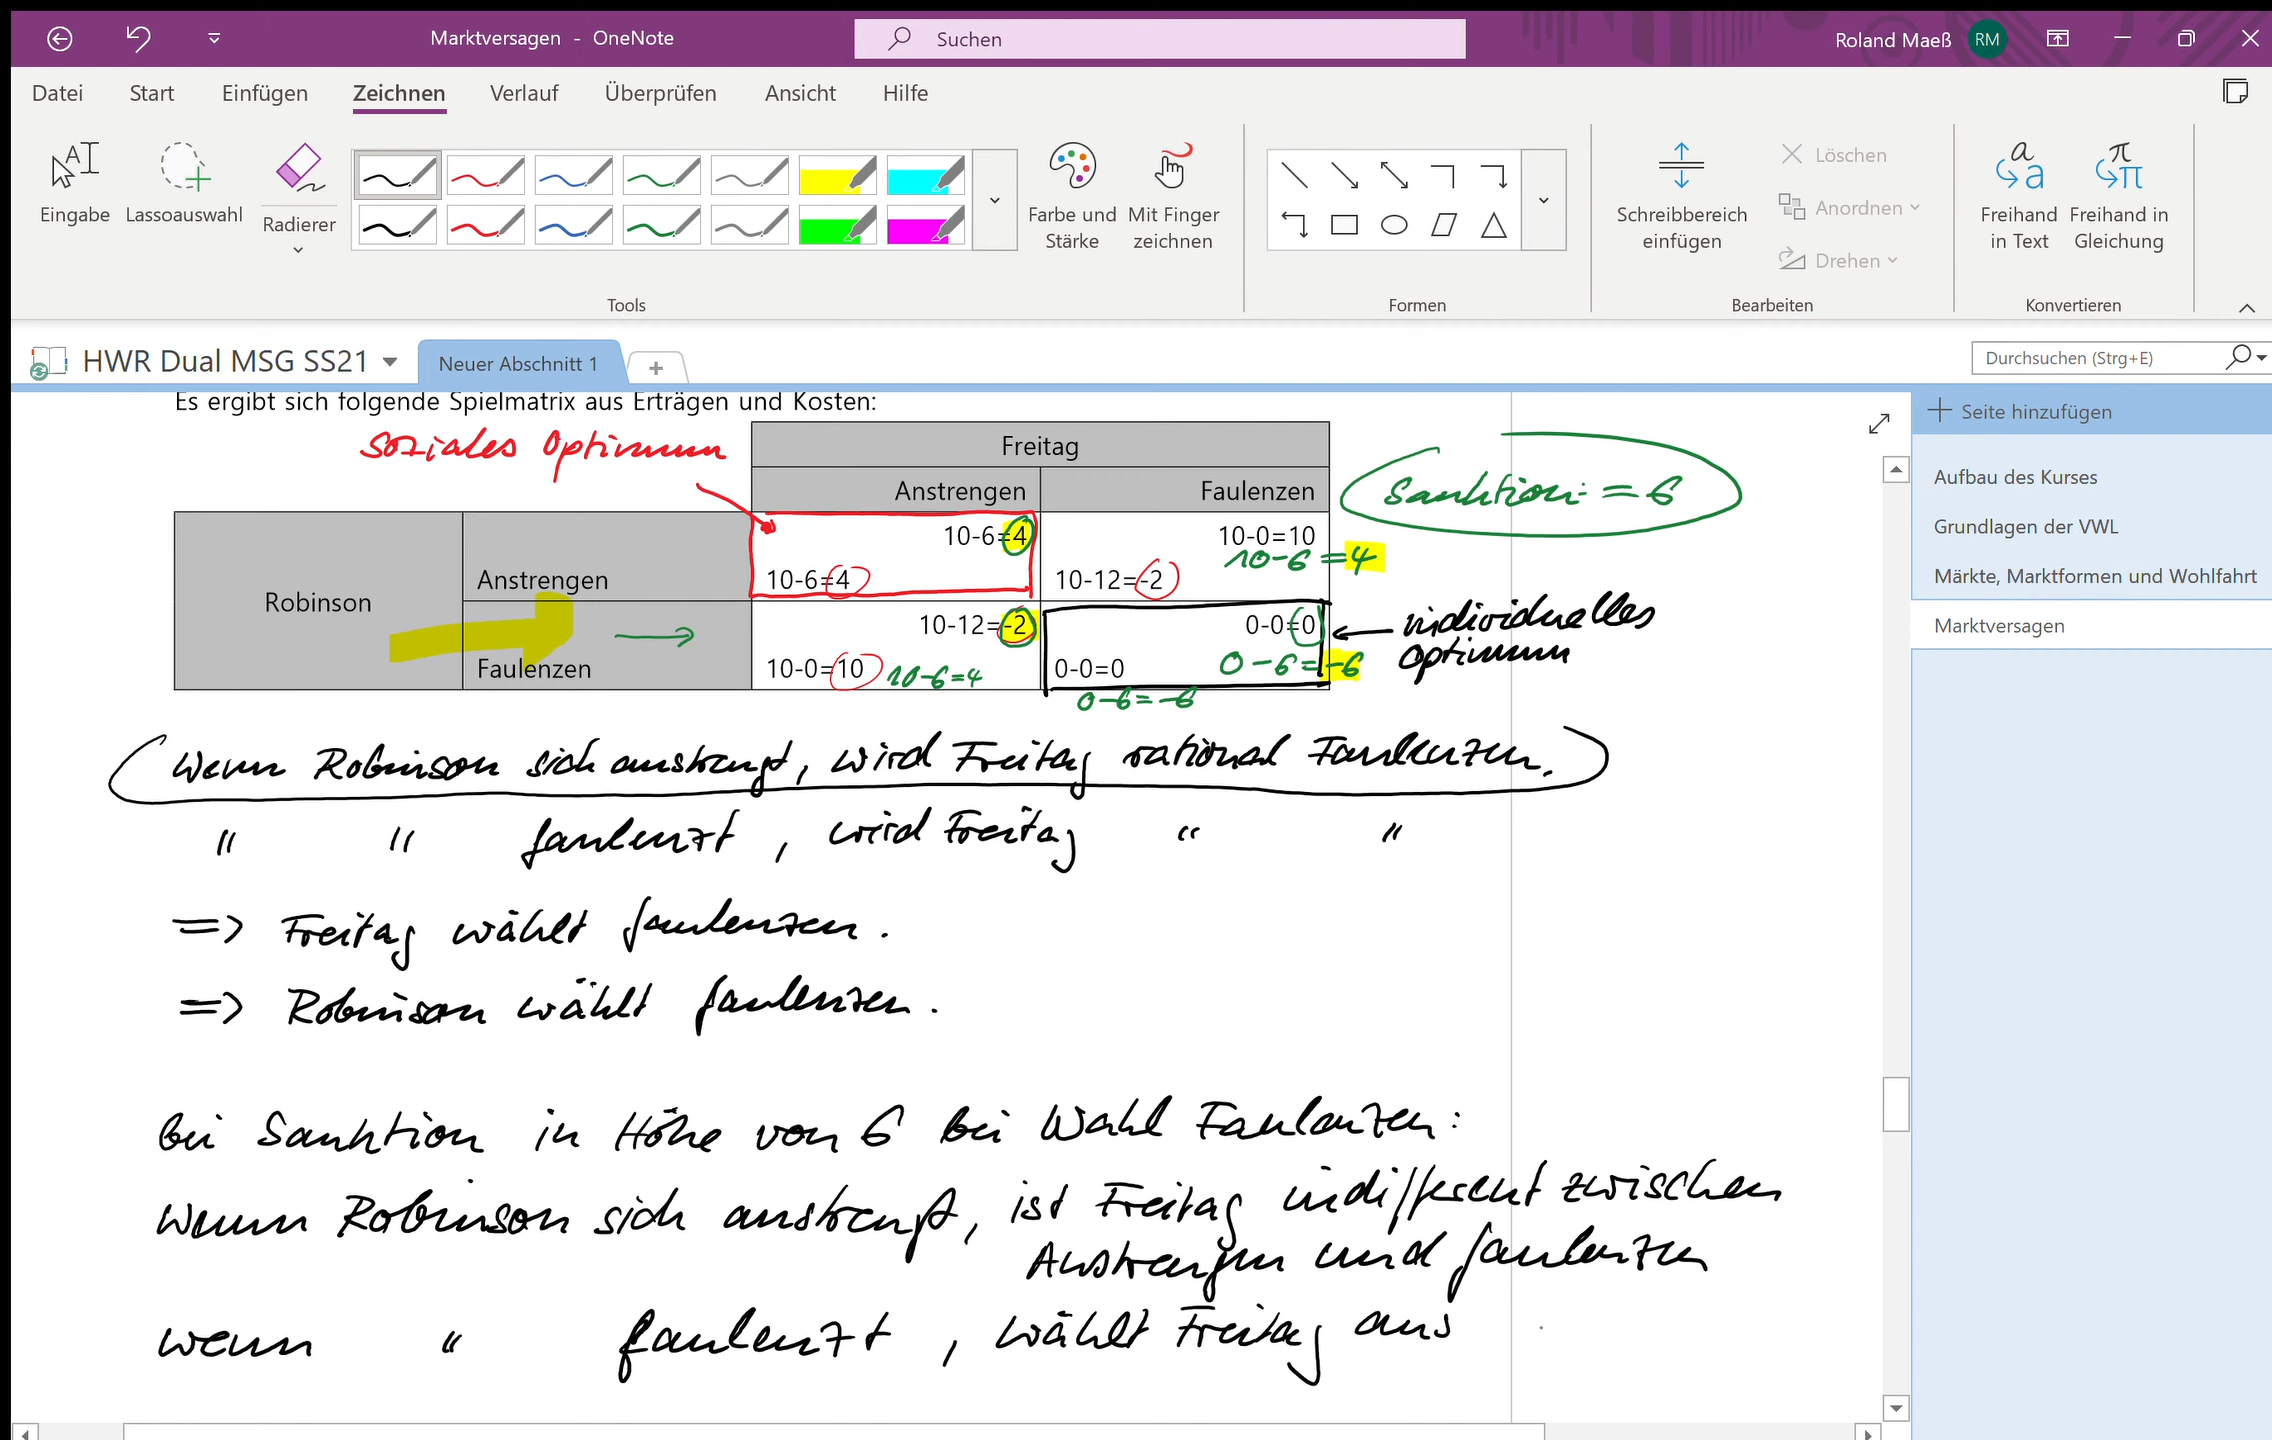 Marktversagen - OneNote
Suchen
Roland Maeß RM
Datei Start Einfügen Zeichnen Verlauf Überprüfen Ansicht Hilfe
Eingabe Lassoauswahl Radierer
Farbe und Stärke
Mit Finger zeichnen
Schreibbereich einfügen
Löschen
Anordnen
Drehen
Freihand in Text
Freihand in Gleichung
Tools Formen Bearbeiten Konvertieren
HWR Dual MSG SS21 Neuer Abschnitt 1 +
Durchsuchen (Strg+E)
Seite hinzufügen
Aufbau des Kurses
Grundlagen der VWL
Märkte, Marktformen und Wohlfahrt
Marktversagen
Es ergibt sich folgende Spielmatrix aus Erträgen und Kosten:
soziales Optimum
Freitag
Anstrengen Faulenzen
Sanktion: = 6
Robinson
Anstrengen
10-6=4
10-6=4
10-0=10
10-6=4
10-12=-2
Faulenzen
10-12=-2
10-0=10 10-6=4
0-0=0
0-6=-6
0-0=0
0-6=-6
individuelles
Optimum
Wenn Robinson sich anstrengt, wird Freitag rational Faulenzen.
" " faulenzt, wird Freitag " "
=> Freitag wählt faulenzen.
=> Robinson wählt faulenzen.
Bei Sanktion in Höhe von 6 bei Wahl Faulenzen:
Wenn Robinson sich anstrengt, ist Freitag indifferent zwischen
Anstrengen und faulenzen
wenn " faulenzt, wählt Freitag ans